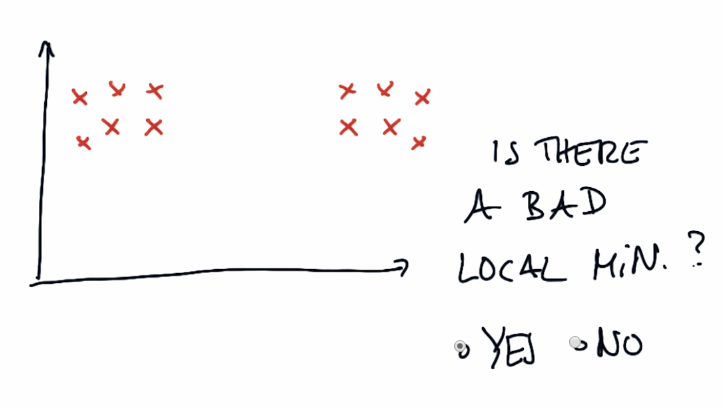 IS THERE
A BAD
LOCAL MIN.?
YES NO